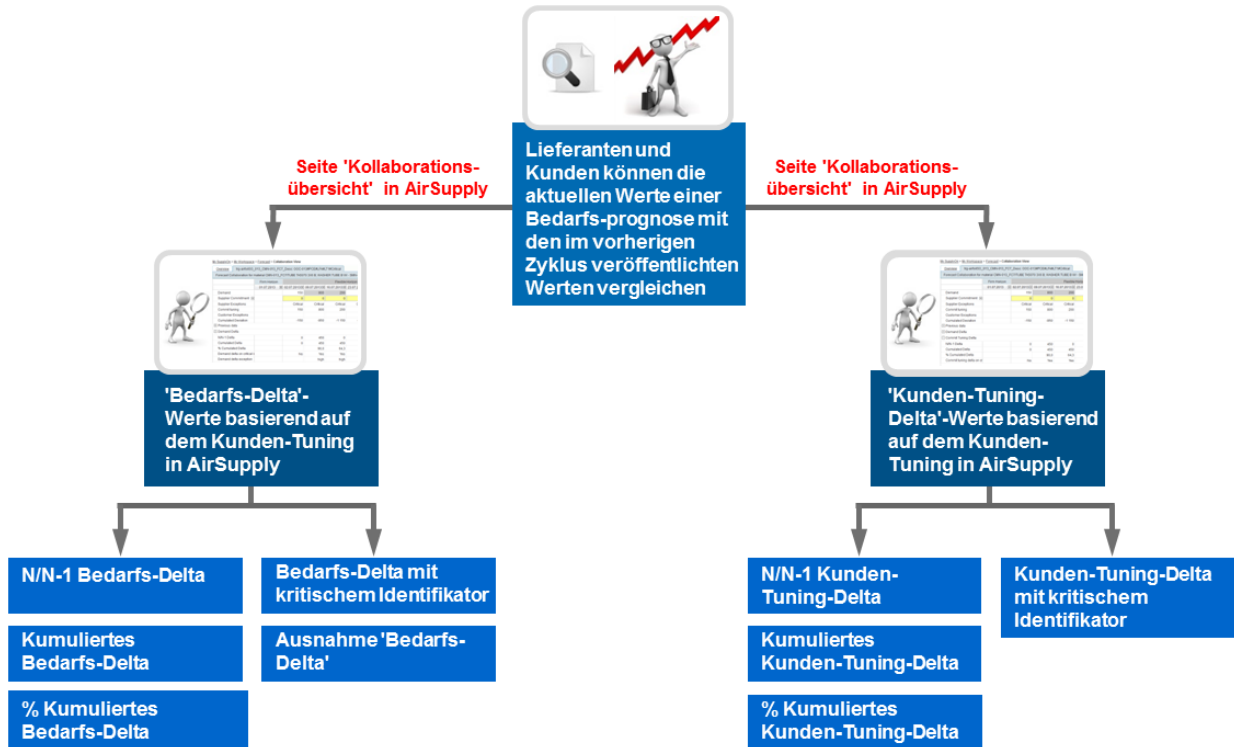 Lieferanten und
Kunden können die
aktuellen Werte einer
Bedarfs-prognose mit
den im vorherigen
Zyklus veröffentlichten
Werten vergleichen
Seite 'Kollaborations-
übersicht' in AirSupply
Seite 'Kollaborations-
übersicht' in AirSupply
'Bedarfs-Delta'-
Werte basierend auf
dem Kunden-Tuning
in AirSupply
'Kunden-Tuning-
Delta'-Werte basierend
auf dem Kunden-
Tuning in AirSupply
N/N-1 Bedarfs-Delta
Kumuliertes
Bedarfs-Delta
% Kumuliertes
Bedarfs-Delta
Bedarfs-Delta mit
kritischem Identifikator
Ausnahme 'Bedarfs-
Delta'
N/N-1 Kunden-
Tuning-Delta
Kumuliertes
Kunden-Tuning-Delta
% Kumuliertes
Kunden-Tuning-Delta
Kunden-Tuning-Delta
mit kritischem
Identifikator